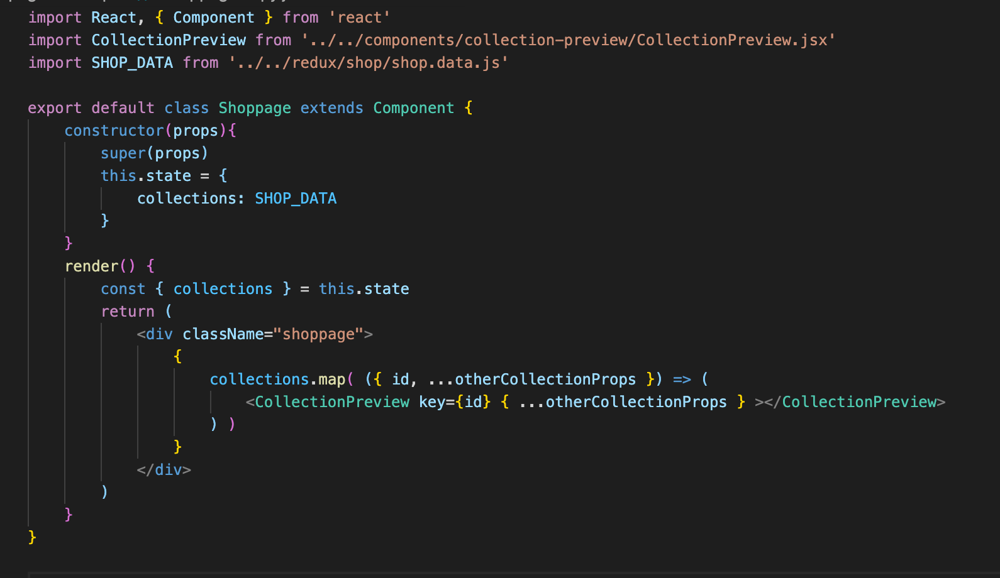 import React, { Component } from 'react'
import CollectionPreview from '../../components/collection-preview/CollectionPreview.jsx'
import SHOP_DATA from '../../redux/shop/shop.data.js'

export default class Shoppage extends Component {
    constructor(props){
        super(props)
        this.state = {
            collections: SHOP_DATA
        }
    }
    render() {
        const { collections } = this.state
        return (
            <div className="shoppage">
                {
                    collections.map( ({ id, ...otherCollectionProps }) => (
                        <CollectionPreview key={id} { ...otherCollectionProps } ></CollectionPreview>
                    ) )
                }
            </div>
        )
    }
}